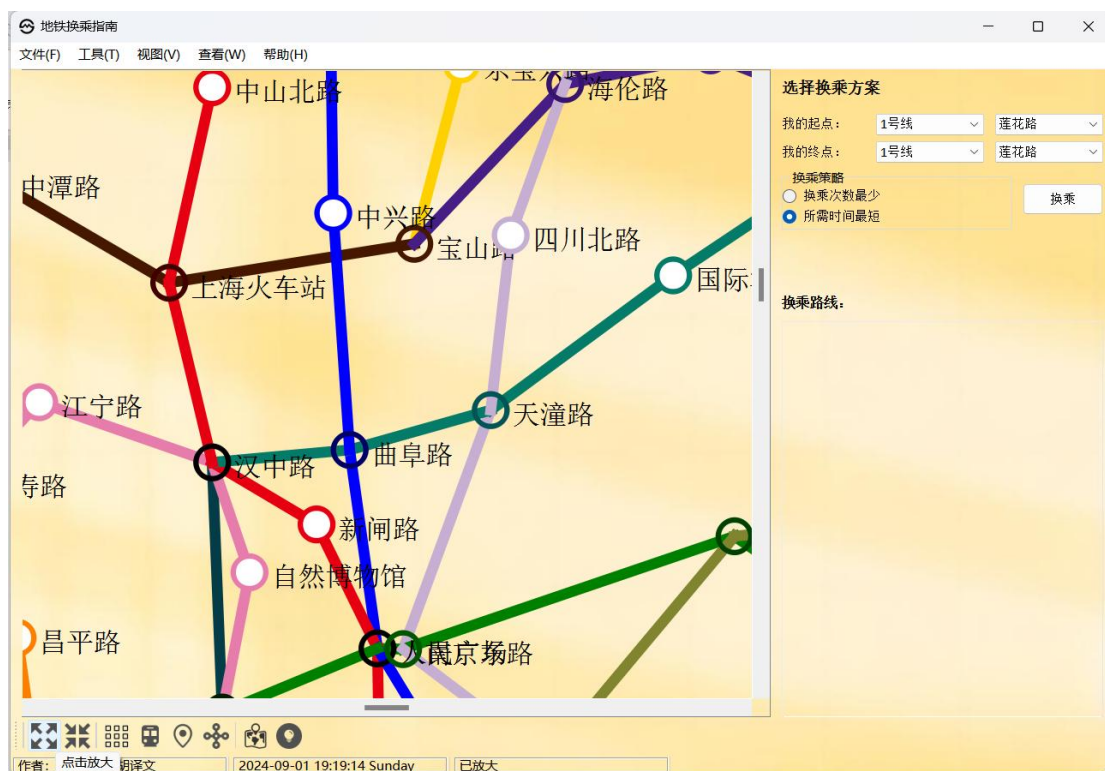 地铁换乘指南
文件(F) 工具(T) 视图(V) 查看(W) 帮助(H)
中山北路
海伦路
中潭路
中兴路
宝山路
四川北路
上海火车站
国际
江宁路
天潼路
汉中路
曲阜路
寿路
新闸路
自然博物馆
昌平路
选择换乘方案
我的起点： 1号线 莲花路
我的终点： 1号线 莲花路
换乘策略
换乘次数最少
所需时间最短
换乘
换乘路线：
作者：
点击放大
胡译文
2024-09-01 19:19:14 Sunday
已放大